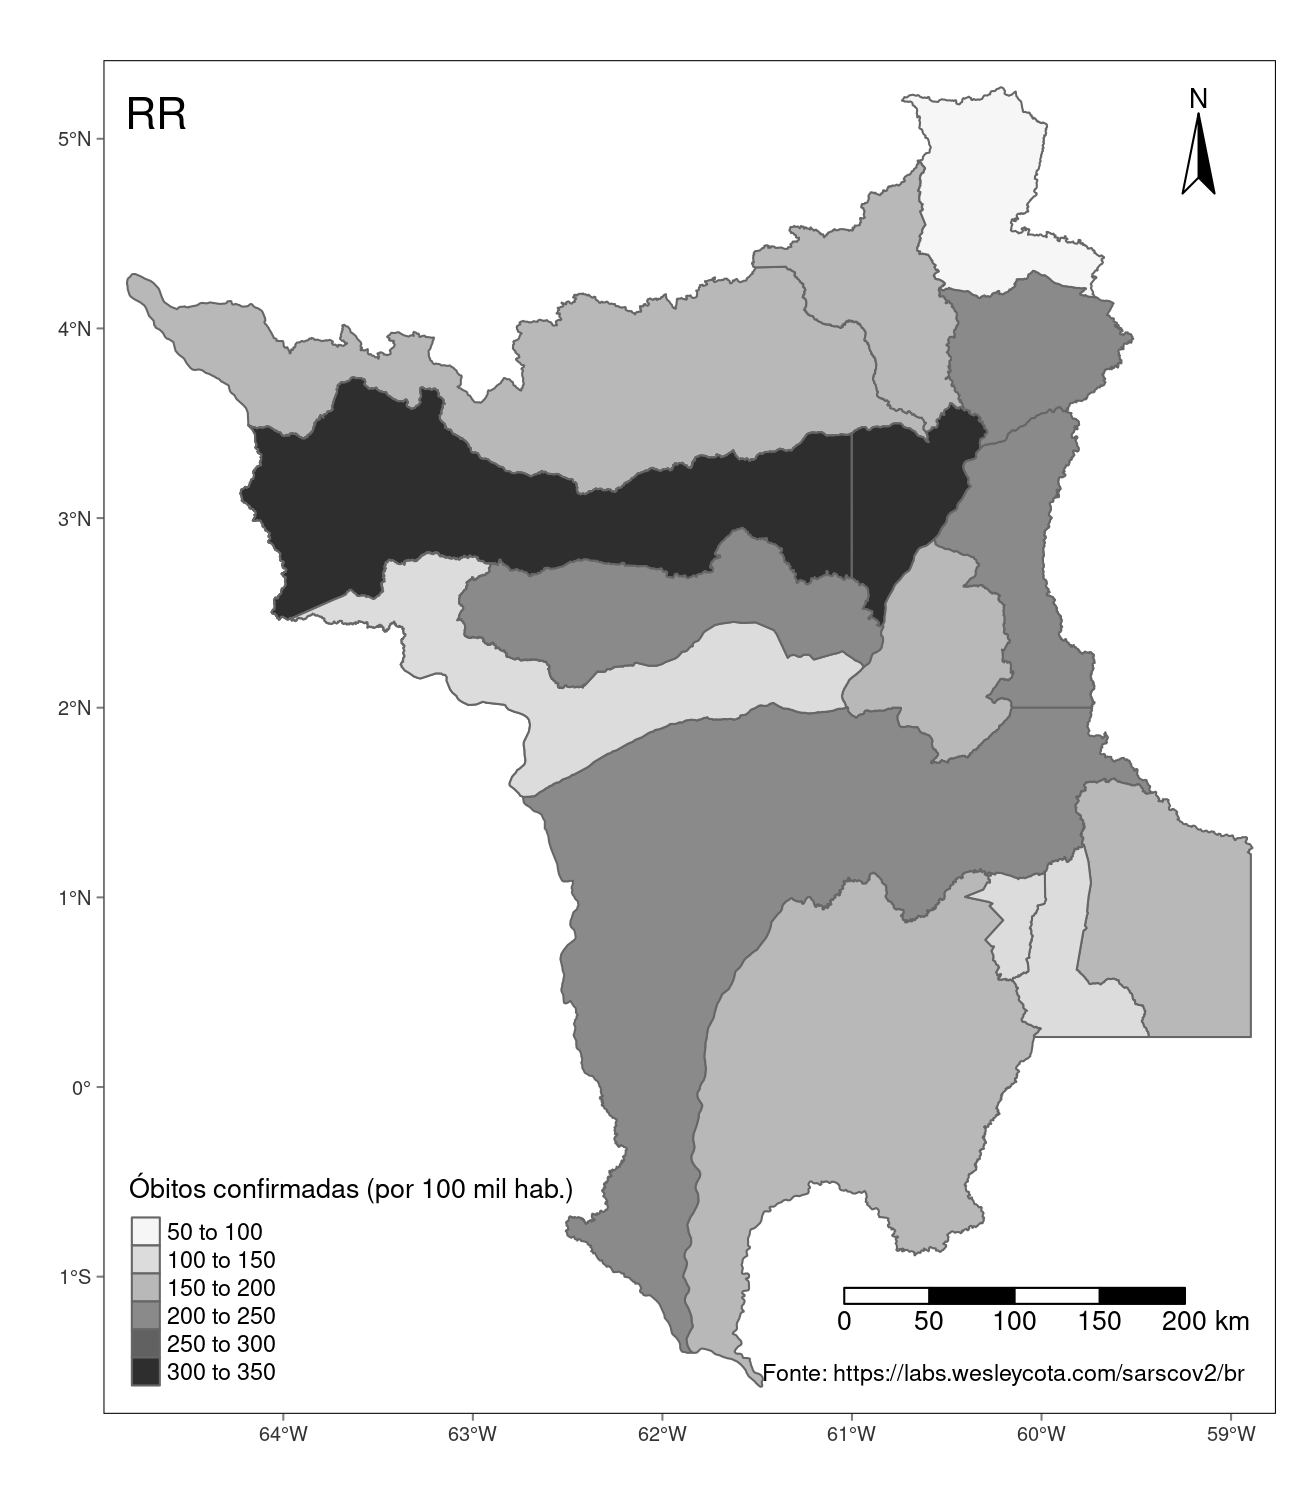 RR
N
5°N
4°N
3°N
2°N
1°N
0°
1°S
Óbitos confirmadas (por 100 mil hab.)
50 to 100
100 to 150
150 to 200
200 to 250
250 to 300
300 to 350
0 50 100 150 200 km
Fonte: https://labs.wesleycota.com/sarscov2/br
64°W 63°W 62°W 61°W 60°W 59°W